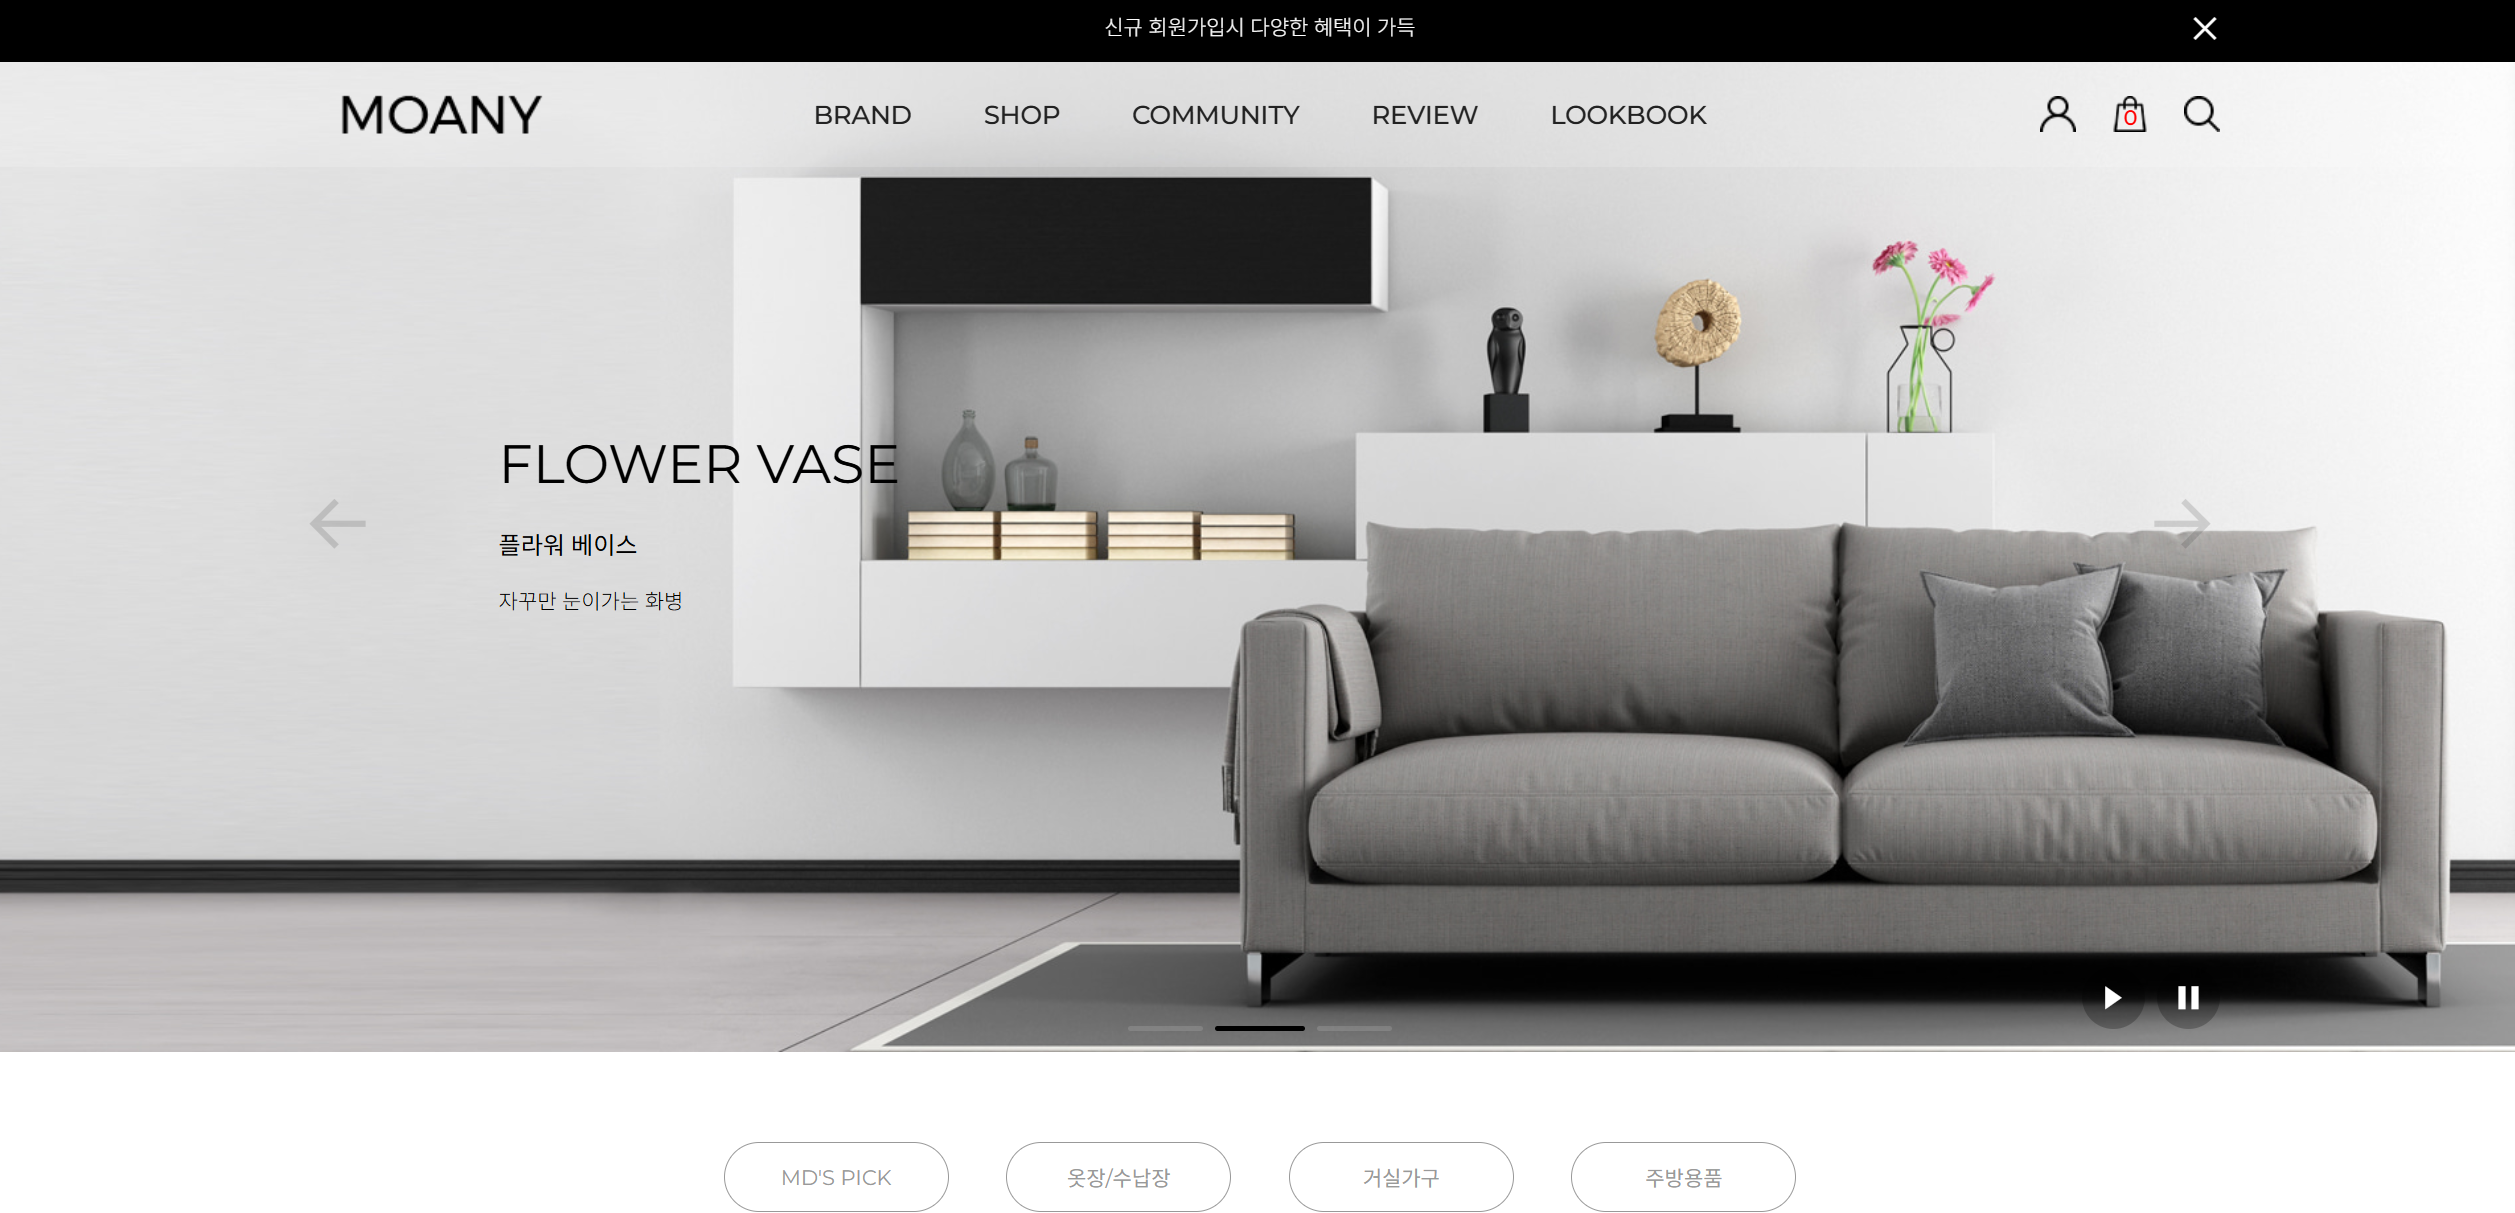 신규 회원가입시 다양한 혜택이 가득
MOANY
BRAND
SHOP
COMMUNITY
REVIEW
LOOKBOOK
0
FLOWER VASE
플라워 베이스
자꾸만 눈이가는 화병
MD'S PICK
옷장/수납장
거실가구
주방용품